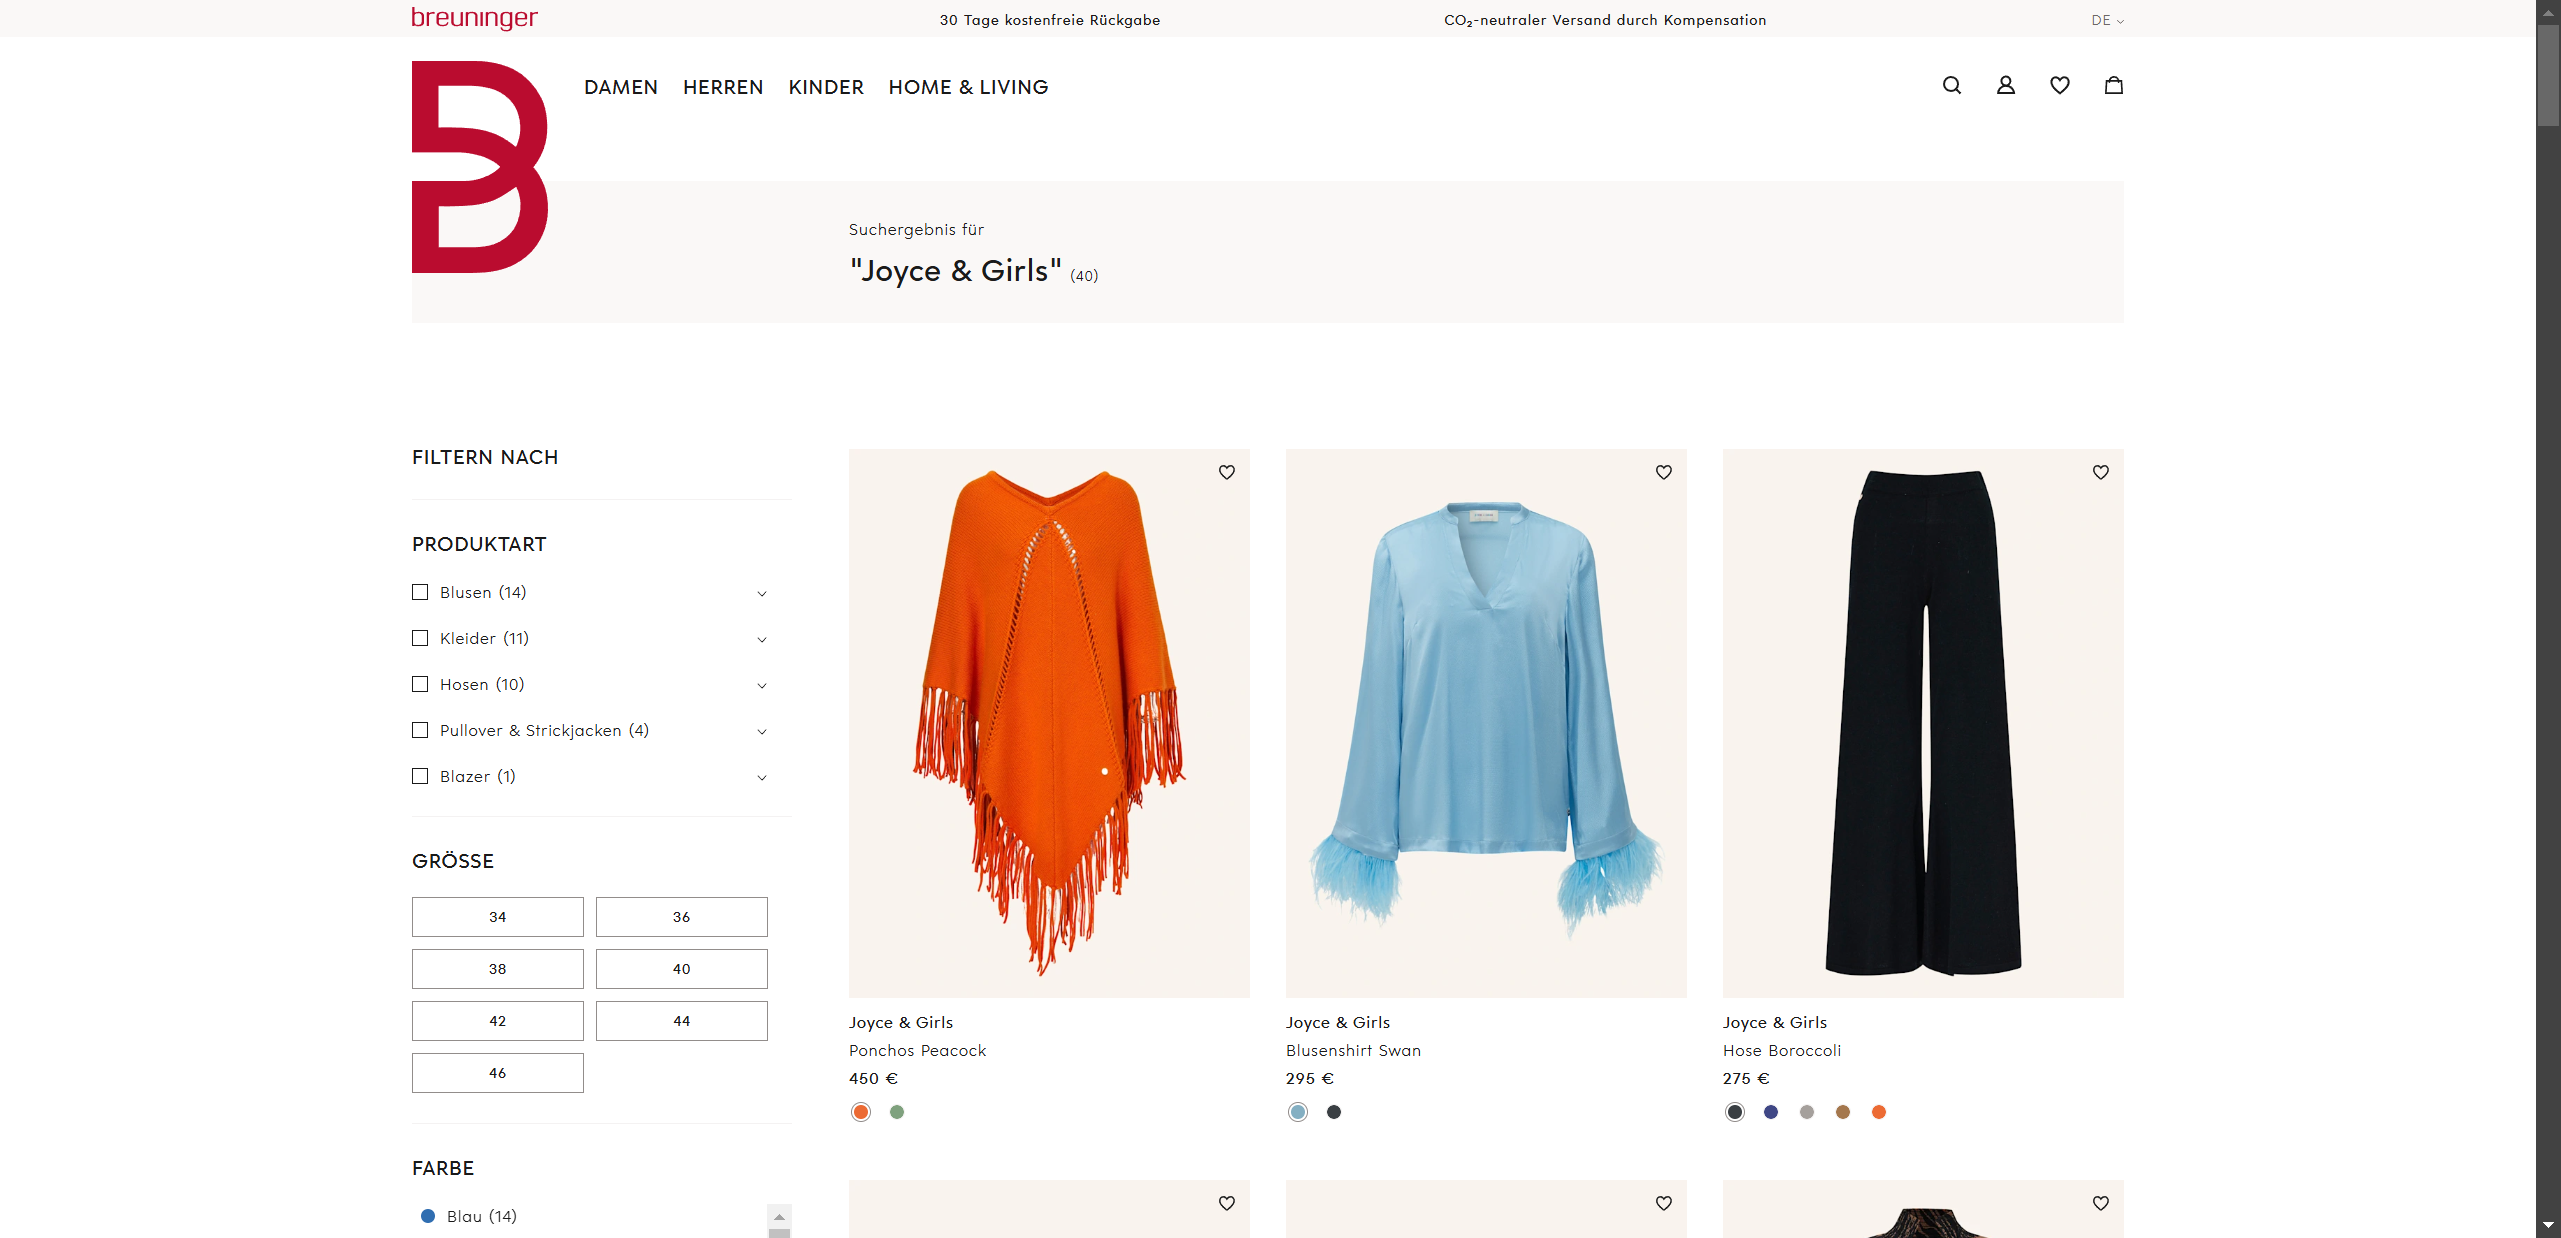 breuninger
30 Tage kostenfreie Rückgabe
CO₂-neutraler Versand durch Kompensation
DE
DAMEN HERREN KINDER HOME & LIVING
Suchergebnis für
"Joyce & Girls" (40)
FILTERN NACH
PRODUKTART
Blusen (14)
Kleider (11)
Hosen (10)
Pullover & Strickjacken (4)
Blazer (1)
GRÖSSE
34 36
38 40
42 44
46
FARBE
Blau (14)
Joyce & Girls
Ponchos Peacock
450 €
Joyce & Girls
Blusenshirt Swan
295 €
Joyce & Girls
Hose Boroccoli
275 €